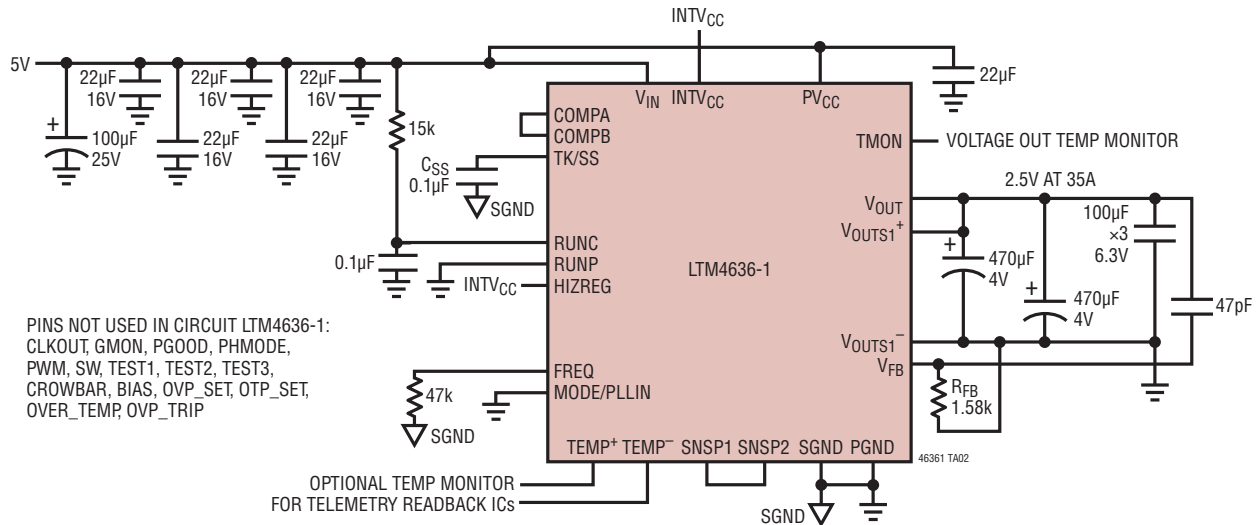 INTVCC
5V
22µF
16V
22µF
16V
22µF
16V
22µF
+
100µF
25V
22µF
16V
22µF
16V
15k
VIN
INTVCC
PVCC
COMPA
COMPB
TK/SS
CSS
0.1µF
SGND
TMON
VOLTAGE OUT TEMP MONITOR
2.5V AT 35A
VOUT
VOUTS1+
100µF
×3
6.3V
+
470µF
4V
+
470µF
4V
47pF
RUNC
0.1µF
RUNP
INTVCC
HIZREG
LTM4636-1
VOUTS1–
VFB
RFB
1.58k
PINS NOT USED IN CIRCUIT LTM4636-1:
CLKOUT, GMON, PGOOD, PHMODE,
PWM, SW, TEST1, TEST2, TEST3,
CROWBAR, BIAS, OVP_SET, OTP_SET,
OVER_TEMP, OVP_TRIP
FREQ
47k
MODE/PLLIN
SGND
TEMP+ TEMP– SNSP1 SNSP2 SGND PGND
46361 TA02
OPTIONAL TEMP MONITOR
FOR TELEMETRY READBACK ICs
SGND